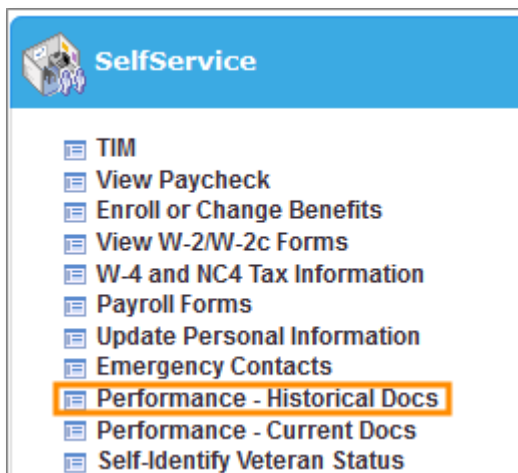 SelfService
TIM
View Paycheck
Enroll or Change Benefits
View W-2/W-2c Forms
W-4 and NC4 Tax Information
Payroll Forms
Update Personal Information
Emergency Contacts
Performance - Historical Docs
Performance - Current Docs
Self-Identify Veteran Status